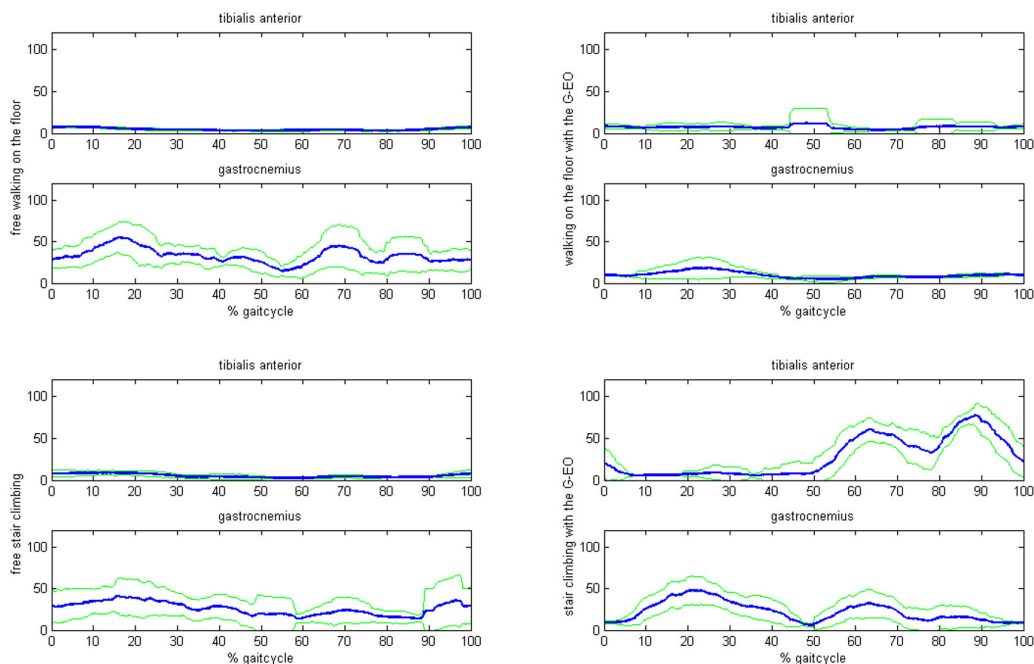 tibialis anterior
100
50
0
0 10 20 30 40 50 60 70 80 90 100
gastrocnemius
100
50
0
0 10 20 30 40 50 60 70 80 90 100
% gaitcycle
free walking on the floor
tibialis anterior
100
50
0
0 10 20 30 40 50 60 70 80 90 100
gastrocnemius
100
50
0
0 10 20 30 40 50 60 70 80 90 100
% gaitcycle
walking on the floor with the G-EO
tibialis anterior
100
50
0
0 10 20 30 40 50 60 70 80 90 100
gastrocnemius
100
50
0
0 10 20 30 40 50 60 70 80 90 100
% gaitcycle
free stair climbing
tibialis anterior
100
50
0
0 10 20 30 40 50 60 70 80 90 100
gastrocnemius
100
50
0
0 10 20 30 40 50 60 70 80 90 100
% gaitcycle
stair climbing with the G-EO